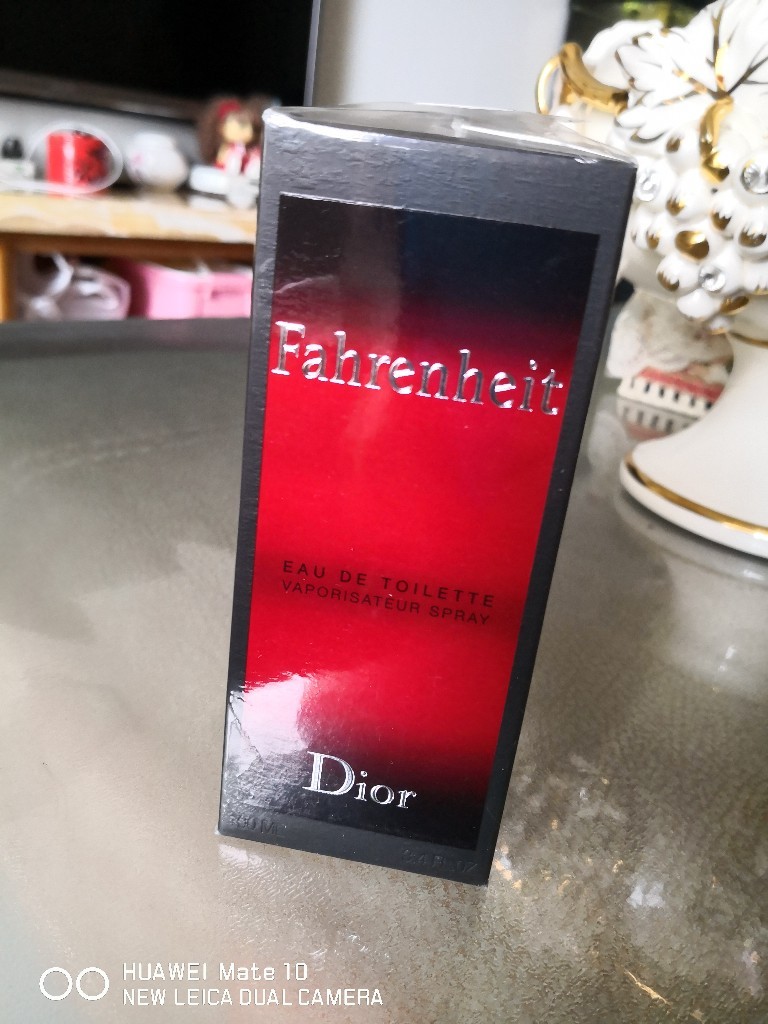 Fahrenheit
EAU DE TOILETTE
VAPORISATEUR SPRAY
Dior
HUAWEI Mate 10
NEW LEICA DUAL CAMERA